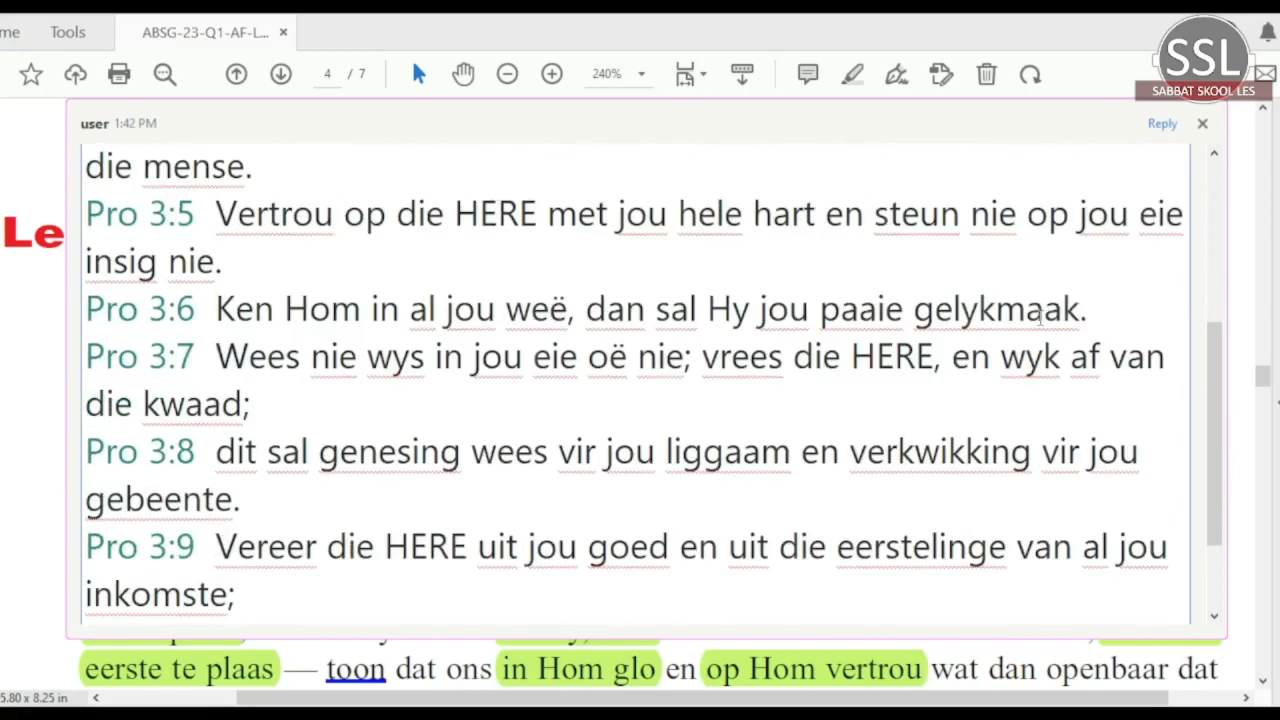 me Tools ABSG-23-Q1-AF-L... ×
SSL
SABBAT SKOOL LES
4 / 7 240%
user 1:42 PM Reply
die mense.
Pro 3:5 Vertrou op die HERE met jou hele hart en steun nie op jou eie
Le
insig nie.
Pro 3:6 Ken Hom in al jou weë, dan sal Hy jou paaie gelykmaak.
Pro 3:7 Wees nie wys in jou eie oë nie; vrees die HERE, en wyk af van
die kwaad;
Pro 3:8 dit sal genesing wees vir jou liggaam en verkwikking vir jou
gebeente.
Pro 3:9 Vereer die HERE uit jou goed en uit die eerstelinge van al jou
inkomste;
eerste te plaas — toon dat ons in Hom glo en op Hom vertrou wat dan openbaar dat
5.80 x 8.25 in